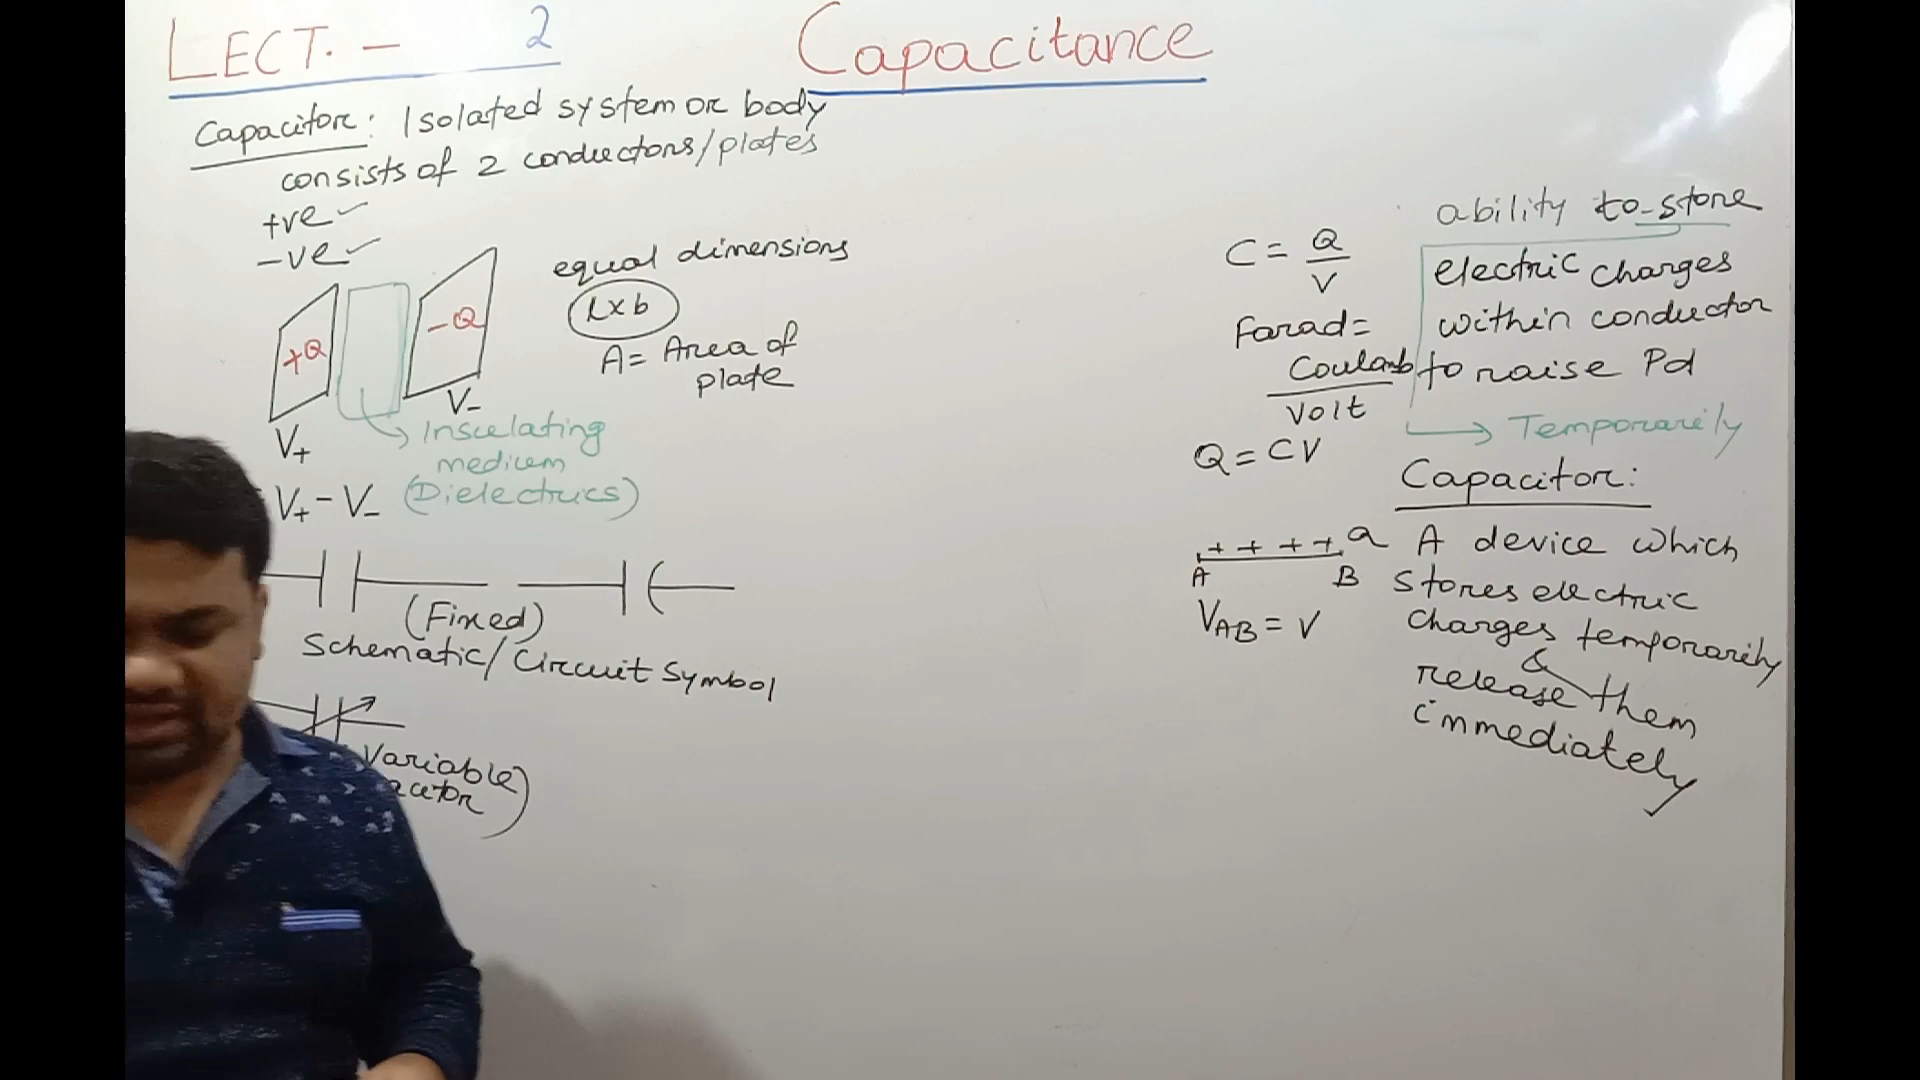 LECT. - 2
Capacitance
Capacitor: Isolated system or body
consists of 2 conductors/plates
+ve ✓
-ve ✓
equal dimensions
l×b
A = Area of
plate
+Q
-Q
V+
V-
Insulating
medium
(Dielectrics)
V+ - V-
(Fixed)
Schematic/Circuit Symbol
Variable
acitor)
C = Q/V
Farad =
Coulomb
Volt
Q = CV
+ + + + Q
A B
VAB = V
ability to store
electric charges
within conductor
to raise Pd
→ Temporarily
Capacitor:
A device which
stores electric
charges temporarily
&
release them
immediately